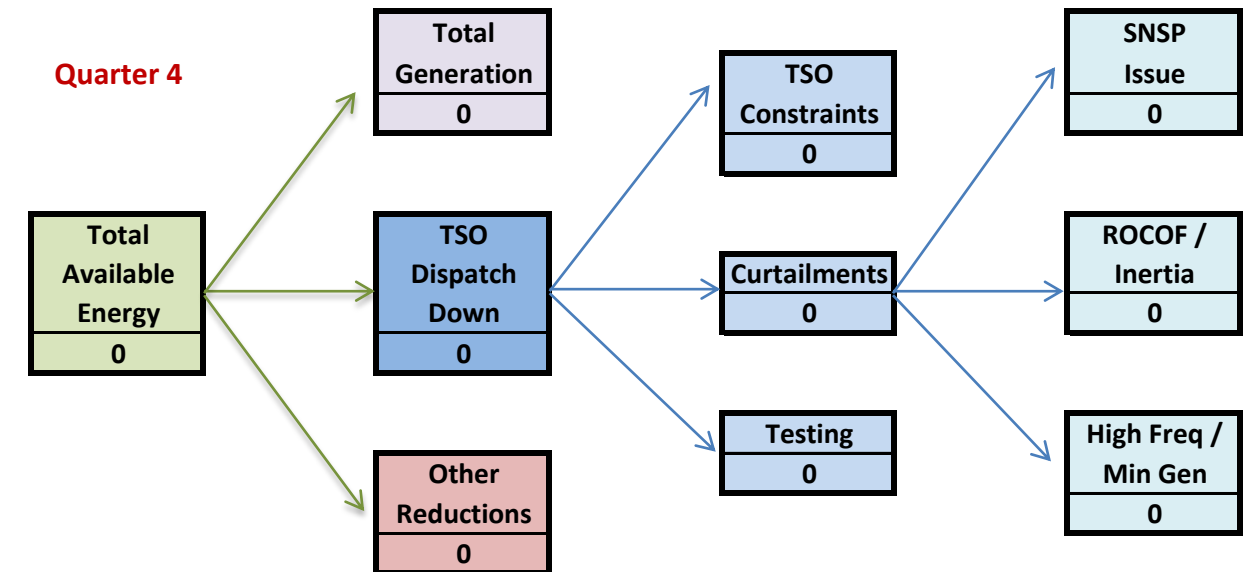 Quarter 4
Total
Generation
0
TSO
Constraints
0
SNSP
Issue
0
Total
Available
Energy
0
TSO
Dispatch
Down
0
Curtailments
0
ROCOF /
Inertia
0
Other
Reductions
0
Testing
0
High Freq /
Min Gen
0